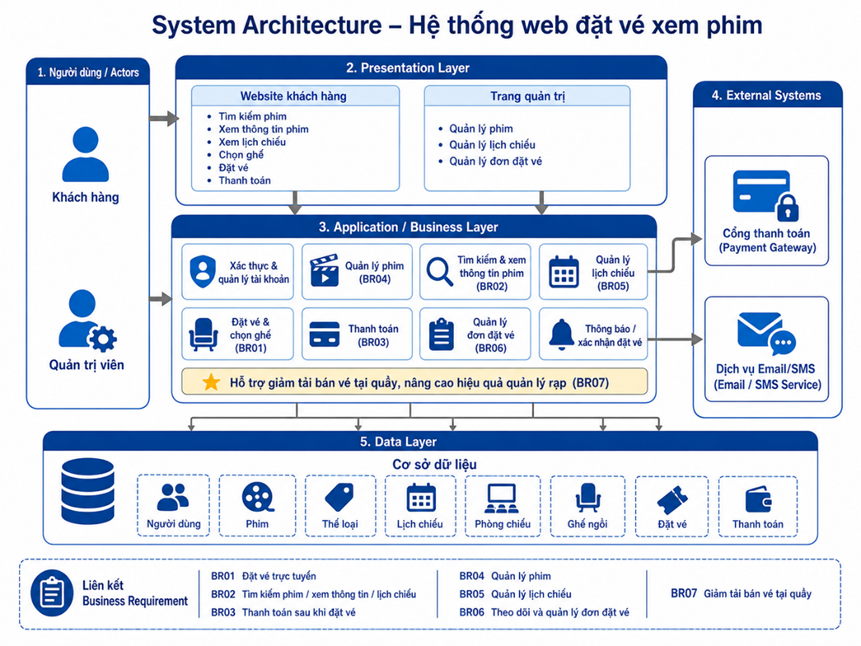 System Architecture – Hệ thống web đặt vé xem phim
1. Người dùng / Actors
Khách hàng
Quản trị viên
2. Presentation Layer
Website khách hàng
• Tìm kiếm phim
• Xem thông tin phim
• Xem lịch chiếu
• Chọn ghế
• Đặt vé
• Thanh toán
Trang quản trị
• Quản lý phim
• Quản lý lịch chiếu
• Quản lý đơn đặt vé
3. Application / Business Layer
Xác thực &
quản lý tài khoản
Quản lý phim
(BR04)
Tìm kiếm & xem
thông tin phim
(BR02)
Quản lý
lịch chiếu
(BR05)
Đặt vé &
chọn ghế
(BR01)
Thanh toán
(BR03)
Quản lý
đơn đặt vé
(BR06)
Thông báo /
xác nhận đặt vé
Hỗ trợ giảm tải bán vé tại quầy, nâng cao hiệu quả quản lý rạp (BR07)
4. External Systems
Cổng thanh toán
(Payment Gateway)
Dịch vụ Email/SMS
(Email / SMS Service)
5. Data Layer
Cơ sở dữ liệu
Người dùng
Phim
Thể loại
Lịch chiếu
Phòng chiếu
Ghế ngồi
Đặt vé
Thanh toán
Liên kết
Business Requirement
BR01 Đặt vé trực tuyến
BR02 Tìm kiếm phim / xem thông tin / lịch chiếu
BR03 Thanh toán sau khi đặt vé
BR04 Quản lý phim
BR05 Quản lý lịch chiếu
BR06 Theo dõi và quản lý đơn đặt vé
BR07 Giảm tải bán vé tại quầy